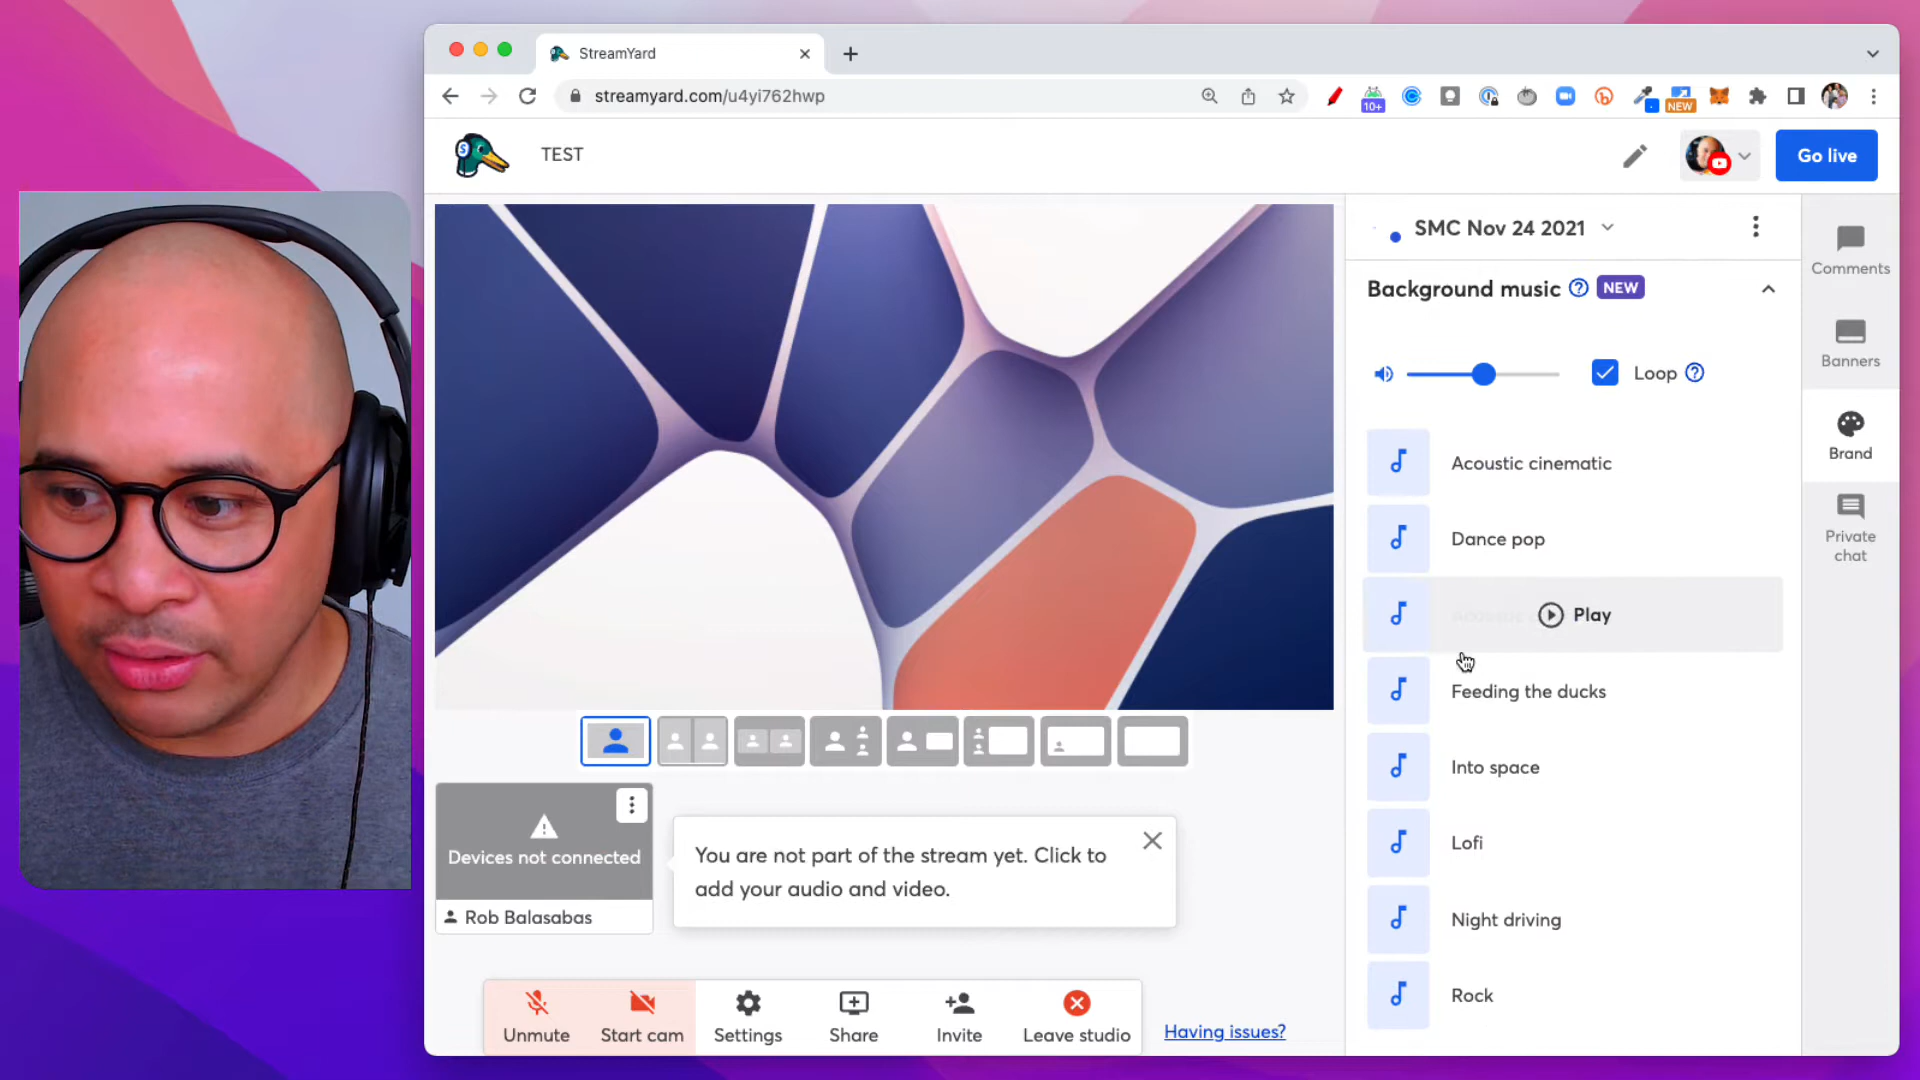 StreamYard
streamyard.com/u4yi762hwp
10+
NEW
S
TEST
Go live
SMC Nov 24 2021
Background music ? NEW
Loop ?
Acoustic cinematic
Dance pop
Play
Feeding the ducks
Into space
Lofi
Night driving
Rock
Comments
Banners
Brand
Private
chat
Devices not connected
Rob Balasabas
You are not part of the stream yet. Click to
add your audio and video.
Unmute
Start cam
Settings
Share
Invite
Leave studio
Having issues?